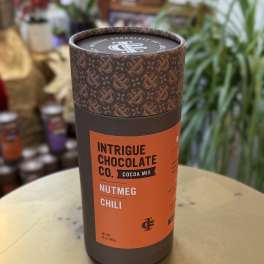 INTRIGUE
CHOCOLATE
CO. COCOA MIX
NUTMEG
CHILI